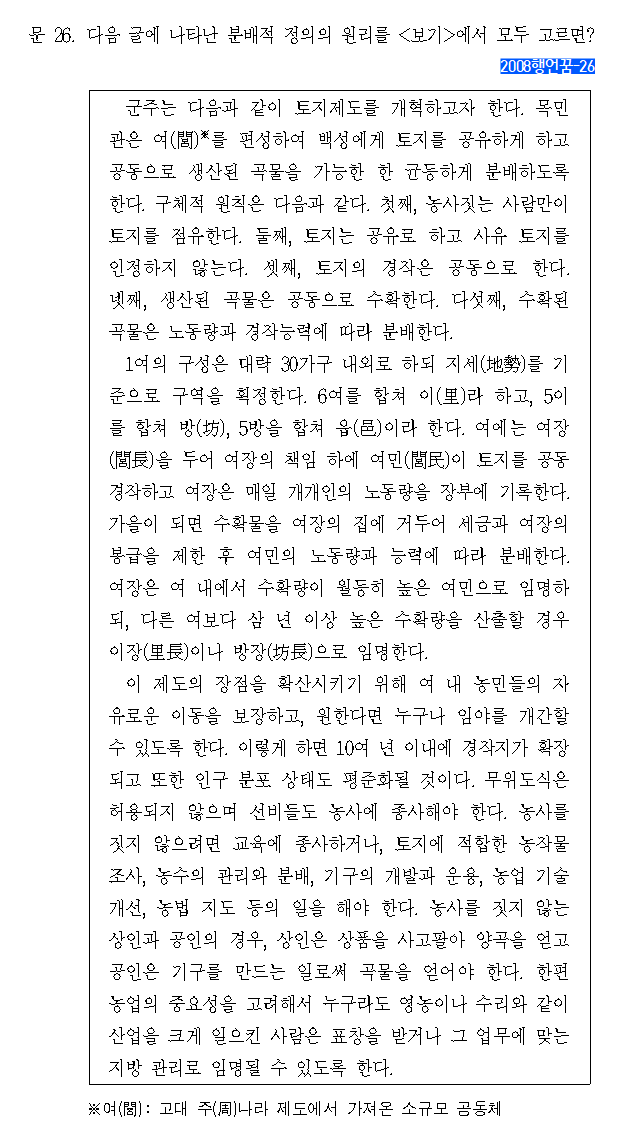 문 26. 다음 글에 나타난 분배적 정의의 원리를 <보기>에서 모두 고르면?
2008행언꿈-26
군주는 다음과 같이 토지제도를 개혁하고자 한다. 목민
관은 여(閭)※를 편성하여 백성에게 토지를 공유하게 하고
공동으로 생산된 곡물을 가능한 한 균등하게 분배하도록
한다. 구체적 원칙은 다음과 같다. 첫째, 농사짓는 사람만이
토지를 점유한다. 둘째, 토지는 공유로 하고 사유 토지를
인정하지 않는다. 셋째, 토지의 경작은 공동으로 한다.
넷째, 생산된 곡물은 공동으로 수확한다. 다섯째, 수확된
곡물은 노동량과 경작능력에 따라 분배한다.
1여의 구성은 대략 30가구 내외로 하되 지세(地勢)를 기
준으로 구역을 획정한다. 6여를 합쳐 이(里)라 하고, 5이
를 합쳐 방(坊), 5방을 합쳐 읍(邑)이라 한다. 여에는 여장
(閭長)을 두어 여장의 책임 하에 여민(閭民)이 토지를 공동
경작하고 여장은 매일 개개인의 노동량을 장부에 기록한다.
가을이 되면 수확물을 여장의 집에 거두어 세금과 여장의
봉급을 제한 후 여민의 노동량과 능력에 따라 분배한다.
여장은 여 내에서 수확량이 월등히 높은 여민으로 임명하
되, 다른 여보다 삼 년 이상 높은 수확량을 산출할 경우
이장(里長)이나 방장(坊長)으로 임명한다.
이 제도의 장점을 확산시키기 위해 여 내 농민들의 자
유로운 이동을 보장하고, 원한다면 누구나 임야를 개간할
수 있도록 한다. 이렇게 하면 10여 년 이내에 경작지가 확장
되고 또한 인구 분포 상태도 평준화될 것이다. 무위도식은
허용되지 않으며 선비들도 농사에 종사해야 한다. 농사를
짓지 않으려면 교육에 종사하거나, 토지에 적합한 농작물
조사, 농수의 관리와 분배, 기구의 개발과 운용, 농업 기술
개선, 농법 지도 등의 일을 해야 한다. 농사를 짓지 않는
상인과 공인의 경우, 상인은 상품을 사고팔아 양곡을 얻고
공인은 기구를 만드는 일로써 곡물을 얻어야 한다. 한편
농업의 중요성을 고려해서 누구라도 영농이나 수리와 같이
산업을 크게 일으킨 사람은 표창을 받거나 그 업무에 맞는
지방 관리로 임명될 수 있도록 한다.
※여(閭): 고대 주(周)나라 제도에서 가져온 소규모 공동체